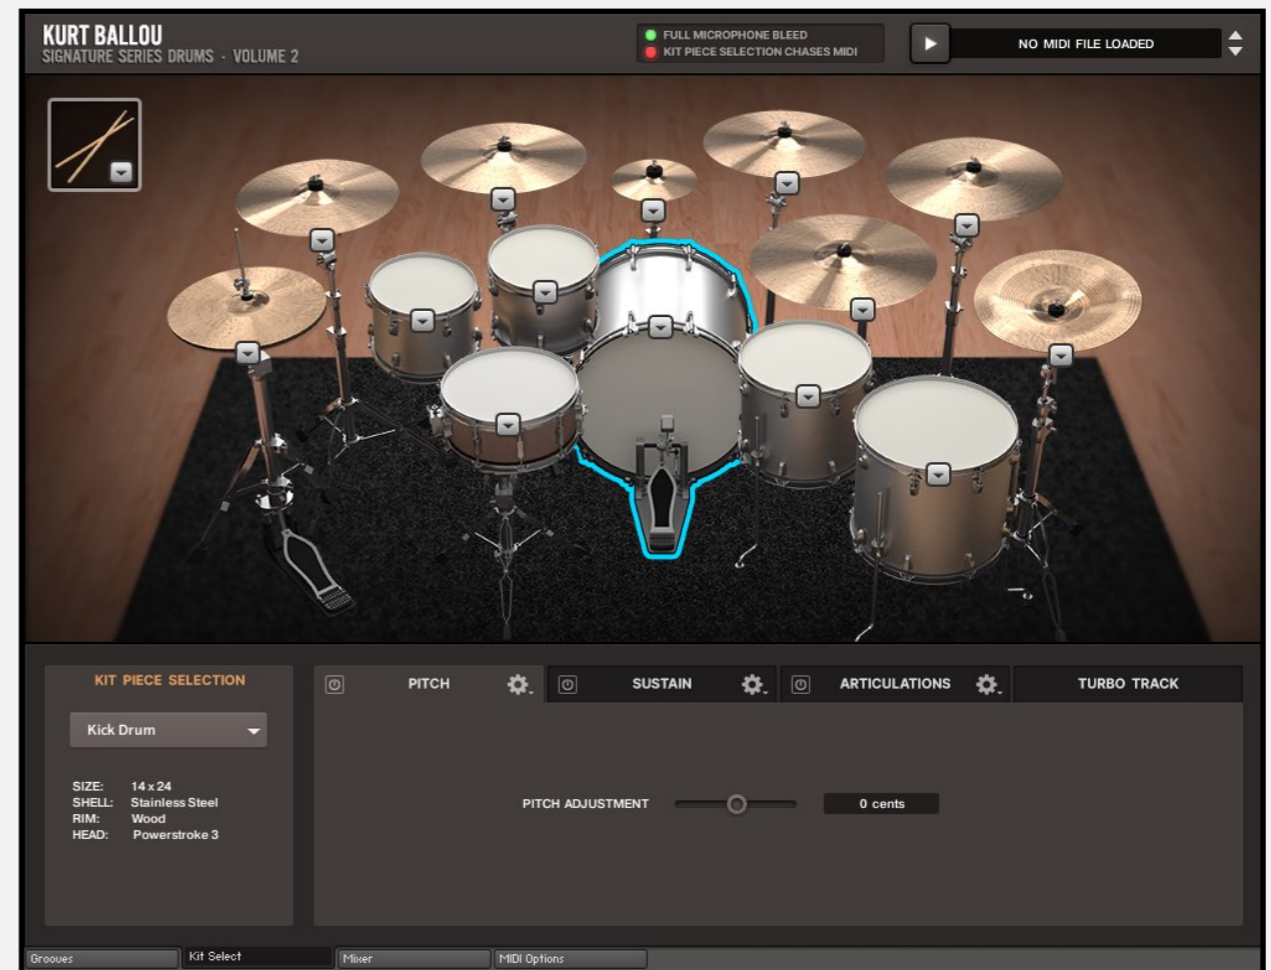 KURT BALLOU
SIGNATURE SERIES DRUMS - VOLUME 2
FULL MICROPHONE BLEED
KIT PIECE SELECTION CHASES MIDI
NO MIDI FILE LOADED
KIT PIECE SELECTION
PITCH
SUSTAIN
ARTICULATIONS
TURBO TRACK
Kick Drum
SIZE: 14 x 24
SHELL: Stainless Steel
RIM: Wood
HEAD: Powerstroke 3
PITCH ADJUSTMENT
0 cents
Grooves
Kit Select
Mixer
MIDI Options